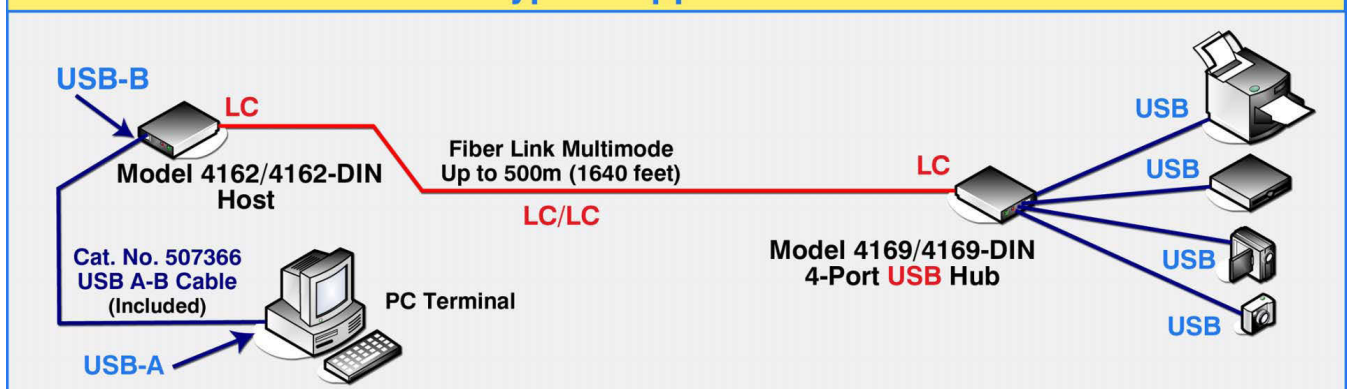 USB-B
LC
Model 4162/4162-DIN
Host
Cat. No. 507366
USB A-B Cable
(Included)
PC Terminal
USB-A
Fiber Link Multimode
Up to 500m (1640 feet)
LC/LC
LC
Model 4169/4169-DIN
4-Port USB Hub
USB
USB
USB
USB